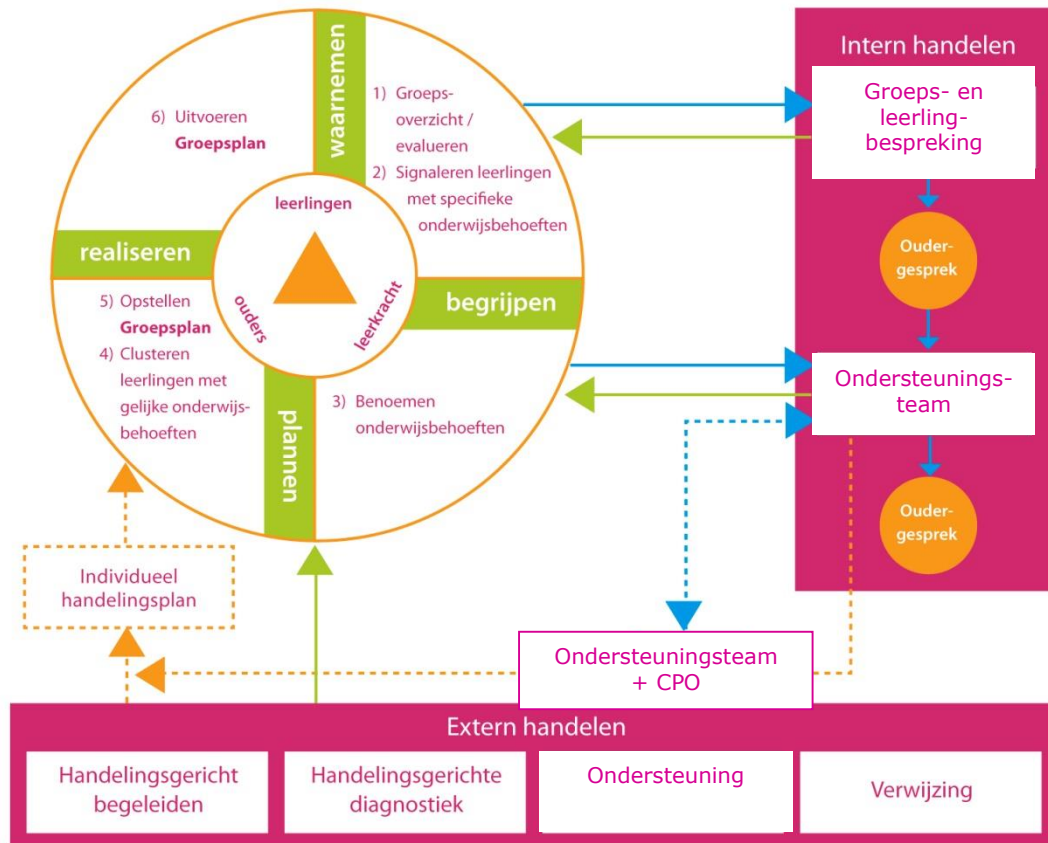 waarnemen
1) Groeps-
overzicht /
evalueren
2) Signaleren leerlingen
met specifieke
onderwijsbehoeften
begrijpen
3) Benoemen
onderwijsbehoeften
plannen
5) Opstellen
Groepsplan
4) Clusteren
leerlingen met
gelijke onderwijs-
behoeften
realiseren
6) Uitvoeren
Groepsplan
leerlingen
ouders
leerkracht
Intern handelen
Groeps- en
leerling-
bespreking
Ouder-
gesprek
Ondersteunings-
team
Ouder-
gesprek
Individueel
handelingsplan
Ondersteuningsteam
+ CPO
Extern handelen
Handelingsgericht
begeleiden
Handelingsgerichte
diagnostiek
Ondersteuning
Verwijzing